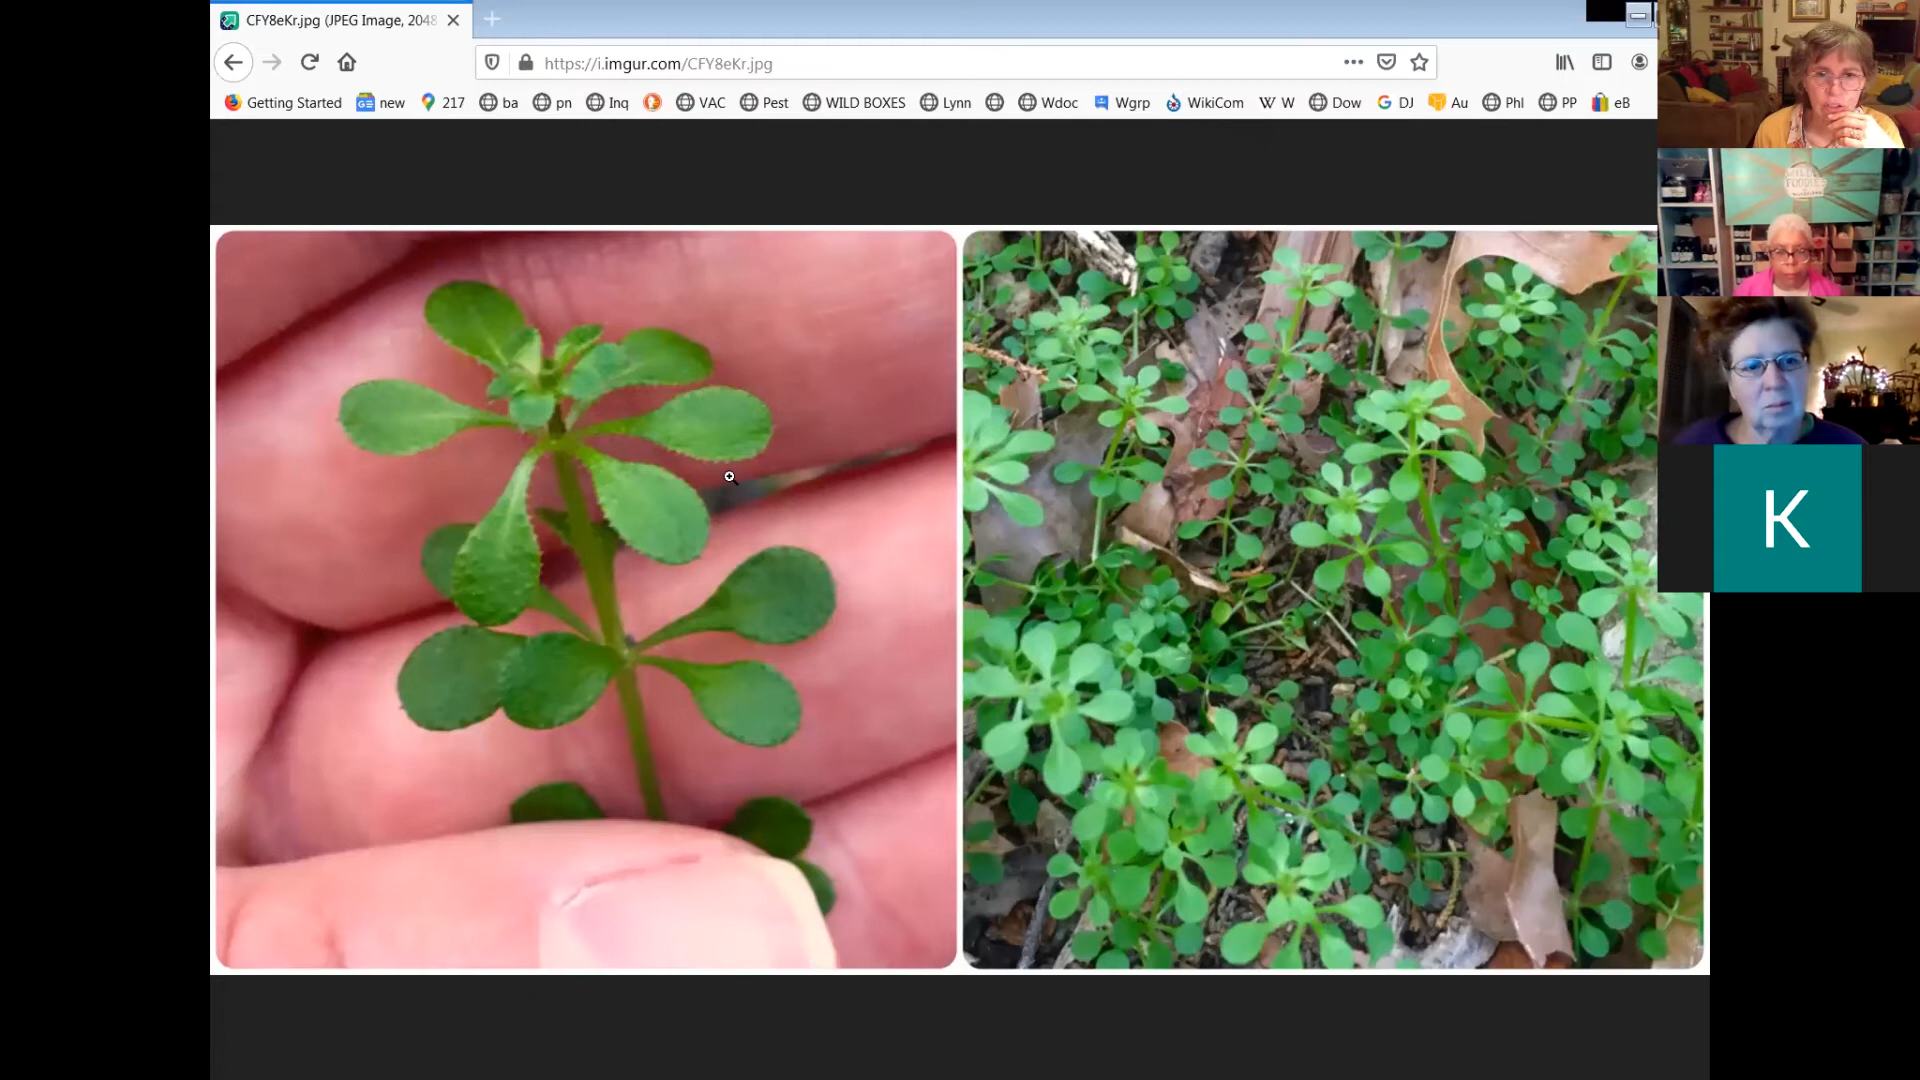 CFY8eKr.jpg (JPEG Image, 2048
https://i.imgur.com/CFY8eKr.jpg
Getting Started new 217 ba pn Inq VAC Pest WILD BOXES Lynn Wdoc Wgrp WikiCom W W Dow G DJ Au Phl PP eB
K